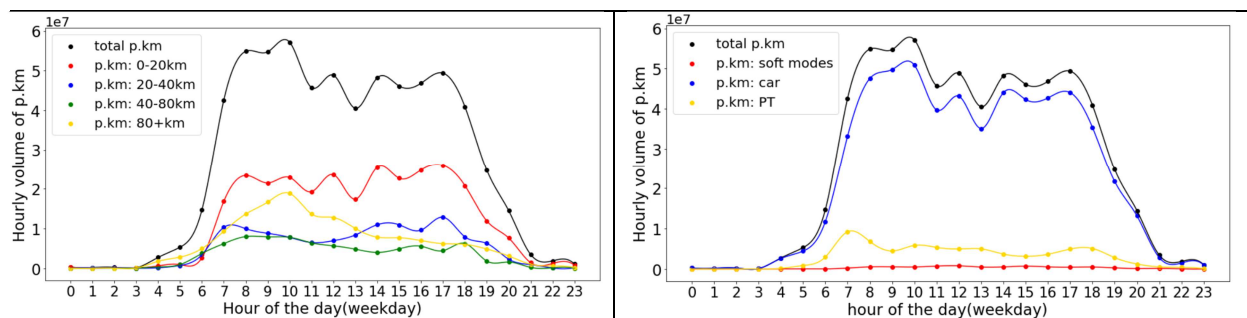 1e7
6
5
4
3
2
1
0
Hourly volume of p.km
total p.km
p.km: 0-20km
p.km: 20-40km
p.km: 40-80km
p.km: 80+km
0 1 2 3 4 5 6 7 8 9 10 11 12 13 14 15 16 17 18 19 20 21 22 23
Hour of the day(weekday)
1e7
6
5
4
3
2
1
0
Hourly volume of p.km
total p.km
p.km: soft modes
p.km: car
p.km: PT
0 1 2 3 4 5 6 7 8 9 10 11 12 13 14 15 16 17 18 19 20 21 22 23
hour of the day(weekday)